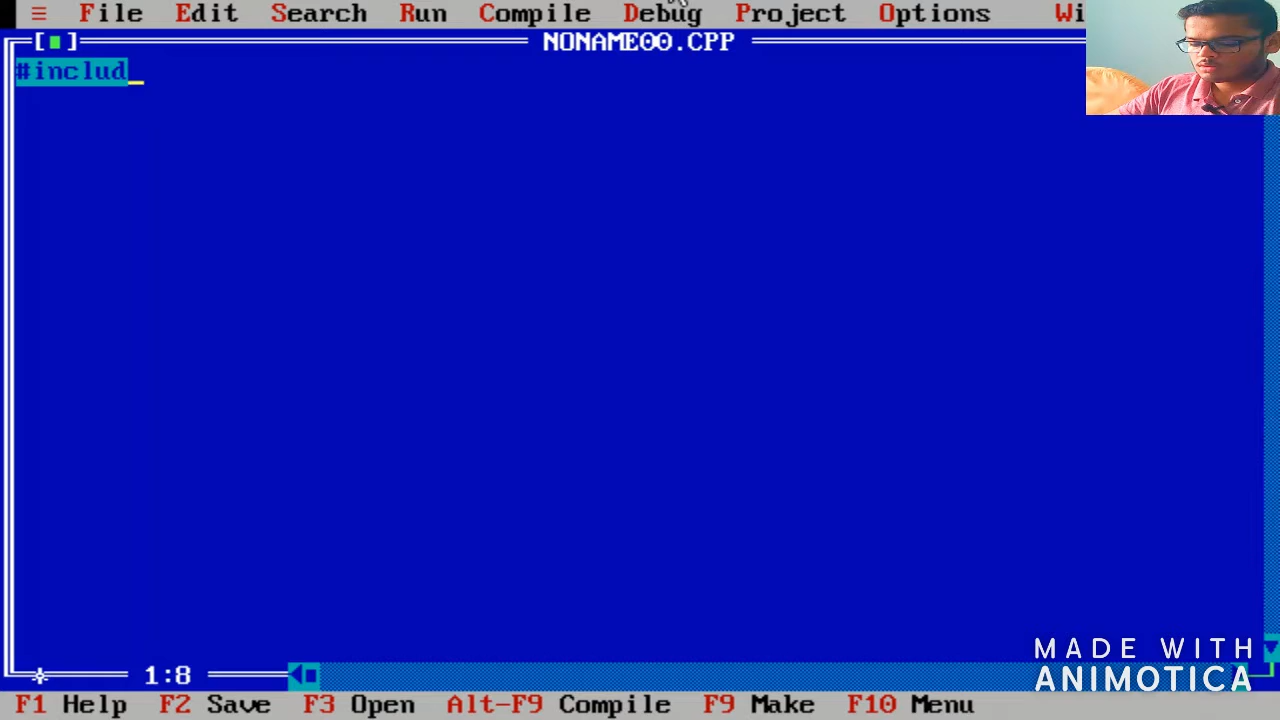 ≡ File Edit Search Run Compile Debug Project Options Wi
[■] NONAME00.CPP
#includ_
1:8
MADE WITH
ANIMOTICA
F1 Help F2 Save F3 Open Alt-F9 Compile F9 Make F10 Menu